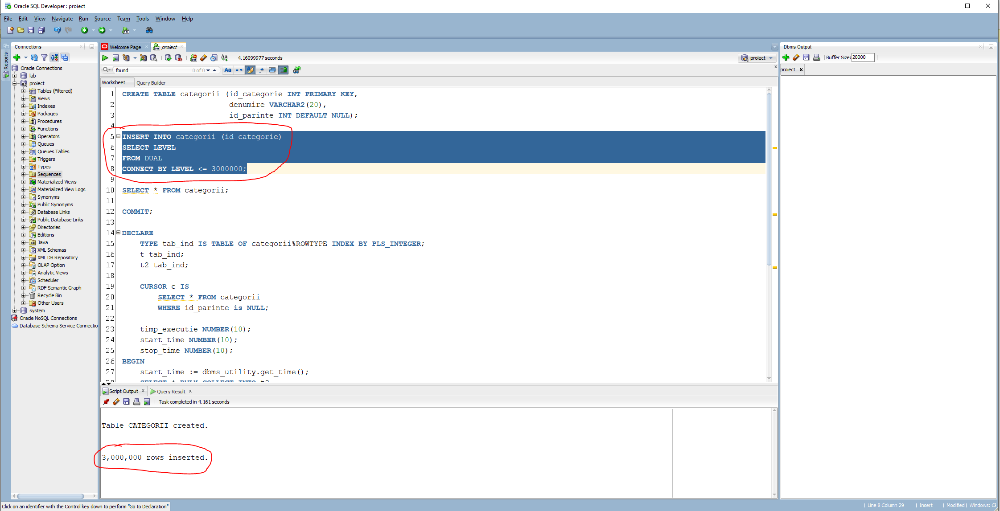 Oracle SQL Developer : proiect
File Edit View Navigate Run Source Team Tools Window Help
Reports
Connections
Oracle Connections
lab
proiect
Tables (Filtered)
Views
Indexes
Packages
Procedures
Functions
Operators
Queues
Queues Tables
Triggers
Types
Sequences
Materialized Views
Materialized View Logs
Synonyms
Public Synonyms
Database Links
Public Database Links
Directories
Editions
Java
XML Schemas
XML DB Repository
OLAP Option
Analytic Views
Scheduler
RDF Semantic Graph
Recycle Bin
Other Users
system
Oracle NoSQL Connections
Database Schema Service Connectio
Welcome Page
proiect
4.16099977 seconds
proiect
found
0 of 0
Worksheet
Query Builder
1 CREATE TABLE categorii (id_categorie INT PRIMARY KEY,
2 denumire VARCHAR2(20),
3 id_parinte INT DEFAULT NULL);
4
5 INSERT INTO categorii (id_categorie)
6 SELECT LEVEL
7 FROM DUAL
8 CONNECT BY LEVEL <= 3000000;
9
10 SELECT * FROM categorii;
11
12 COMMIT;
13
14 DECLARE
15 TYPE tab_ind IS TABLE OF categorii%ROWTYPE INDEX BY PLS_INTEGER;
16 t tab_ind;
17 t2 tab_ind;
18
19 CURSOR c IS
20 SELECT * FROM categorii
21 WHERE id_parinte is NULL;
22
23 timp_executie NUMBER(10);
24 start_time NUMBER(10);
25 stop_time NUMBER(10);
26 BEGIN
27 start_time := dbms_utility.get_time();
28 SELECT * BULK COLLECT INTO t2
Script Output
Query Result
Task completed in 4.161 seconds
Table CATEGORII created.
3,000,000 rows inserted.
Dbms Output
Buffer Size: 20000
proiect
Click on an identifier with the Control key down to perform "Go to Declaration"
Line 8 Column 29
Insert
Modified
Windows: CF